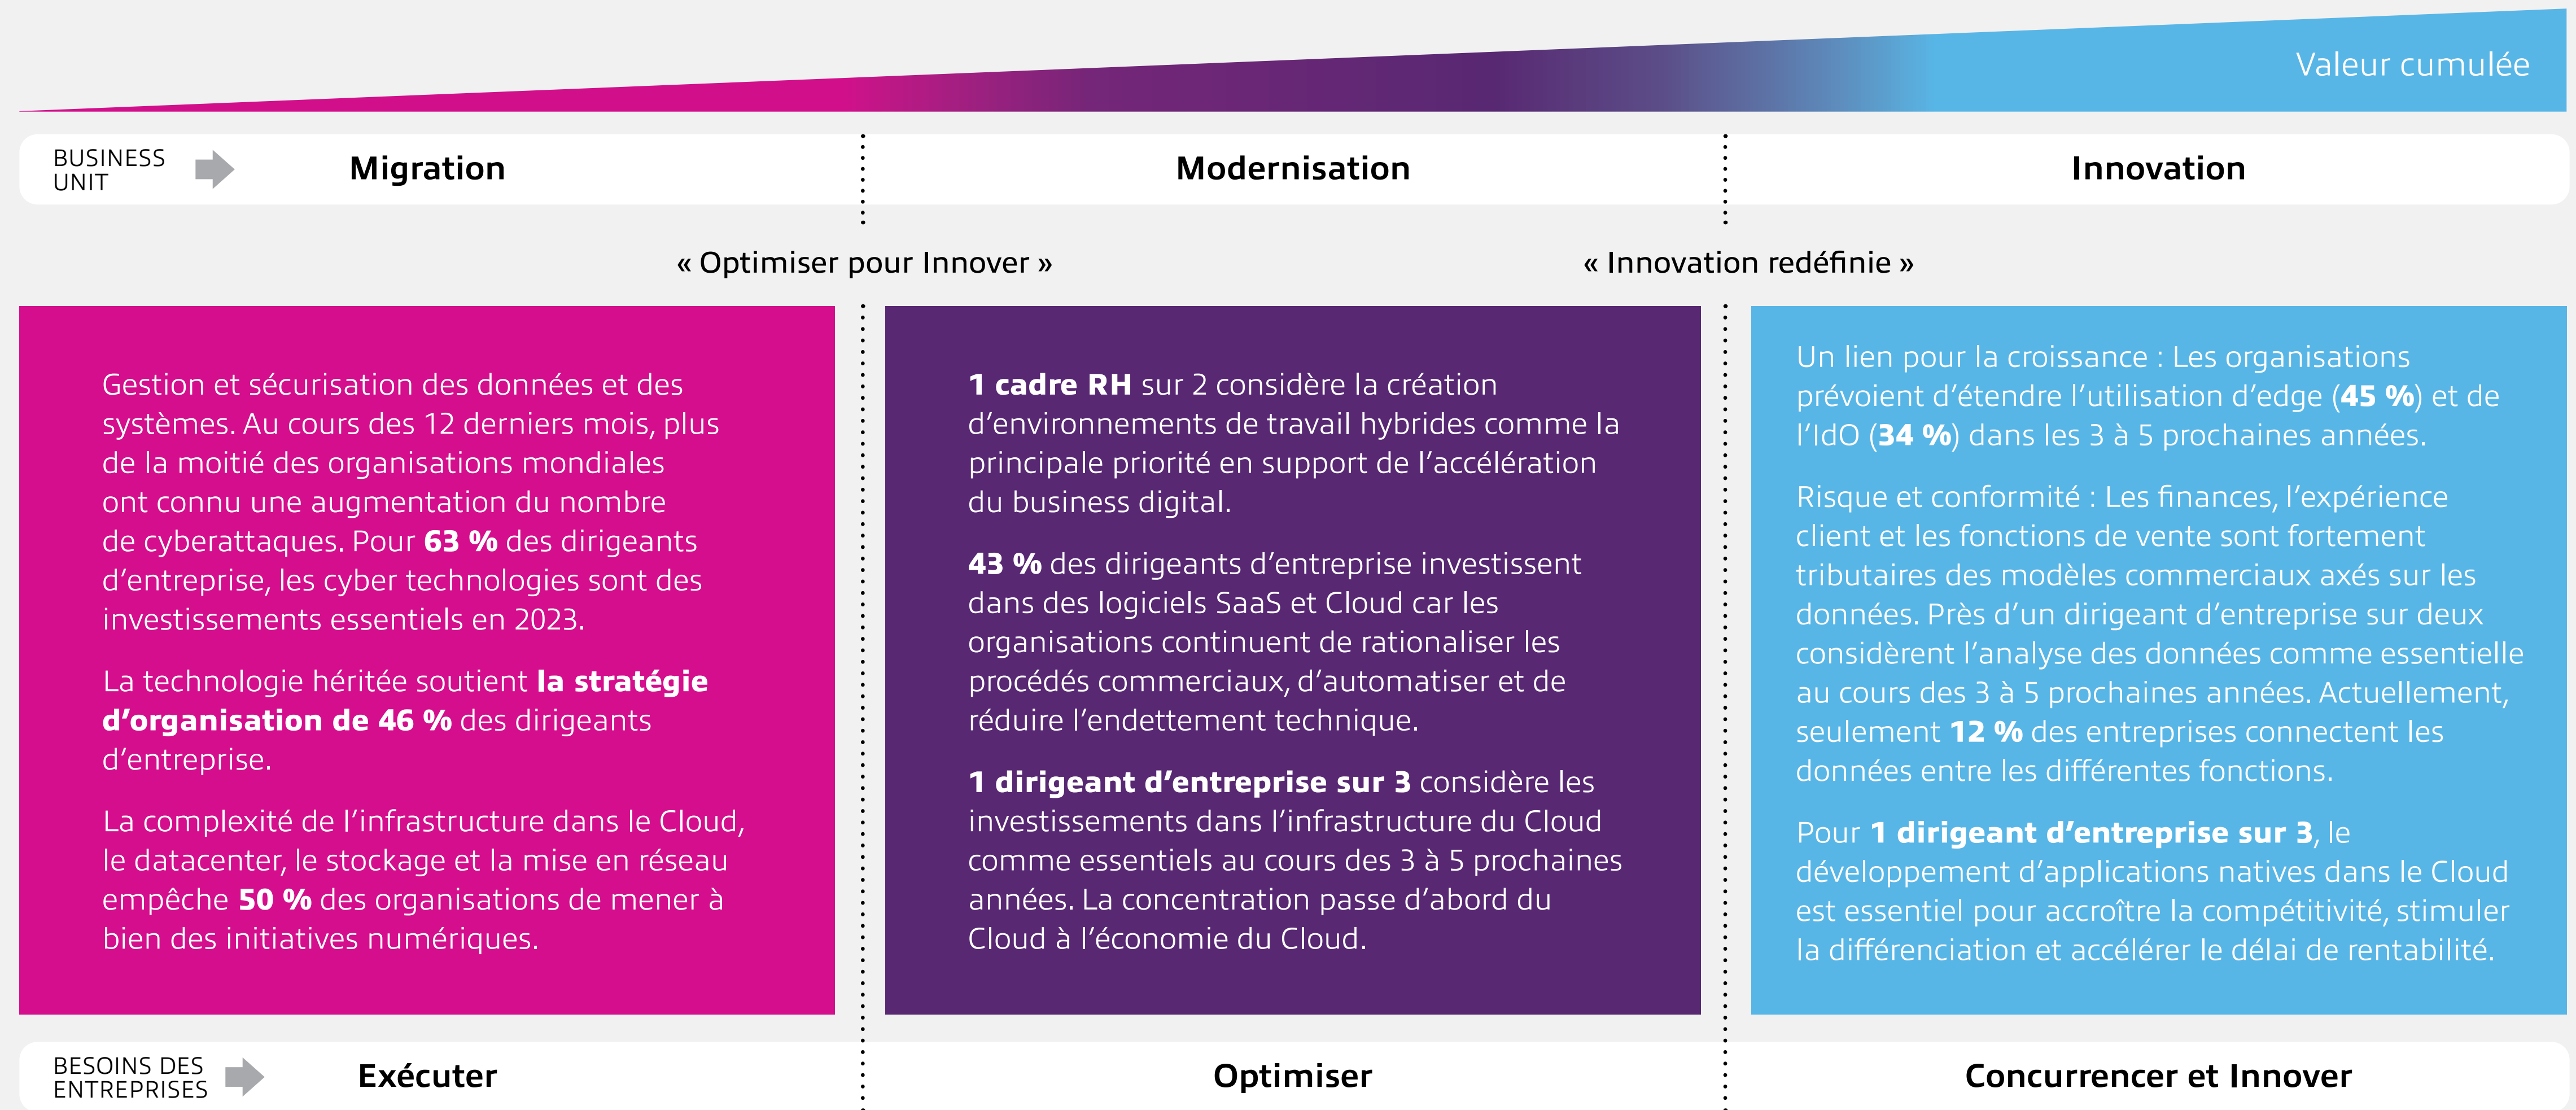 Valeur cumulée
BUSINESS
UNIT
Migration
Modernisation
Innovation
« Optimiser pour Innover »
« Innovation redéfinie »
Gestion et sécurisation des données et des
systèmes. Au cours des 12 derniers mois, plus
de la moitié des organisations mondiales
ont connu une augmentation du nombre
de cyberattaques. Pour 63 % des dirigeants
d’entreprise, les cyber technologies sont des
investissements essentiels en 2023.
La technologie héritée soutient la stratégie
d’organisation de 46 % des dirigeants
d’entreprise.
La complexité de l’infrastructure dans le Cloud,
le datacenter, le stockage et la mise en réseau
empêche 50 % des organisations de mener à
bien des initiatives numériques.
1 cadre RH sur 2 considère la création
d’environnements de travail hybrides comme la
principale priorité en support de l’accélération
du business digital.
43 % des dirigeants d’entreprise investissent
dans des logiciels SaaS et Cloud car les
organisations continuent de rationaliser les
procédés commerciaux, d’automatiser et de
réduire l’endettement technique.
1 dirigeant d’entreprise sur 3 considère les
investissements dans l’infrastructure du Cloud
comme essentiels au cours des 3 à 5 prochaines
années. La concentration passe d’abord du
Cloud à l’économie du Cloud.
Un lien pour la croissance : Les organisations
prévoient d’étendre l’utilisation d’edge (45 %) et de
l’IdO (34 %) dans les 3 à 5 prochaines années.
Risque et conformité : Les finances, l’expérience
client et les fonctions de vente sont fortement
tributaires des modèles commerciaux axés sur les
données. Près d’un dirigeant d’entreprise sur deux
considèrent l’analyse des données comme essentielle
au cours des 3 à 5 prochaines années. Actuellement,
seulement 12 % des entreprises connectent les
données entre les différentes fonctions.
Pour 1 dirigeant d’entreprise sur 3, le
développement d’applications natives dans le Cloud
est essentiel pour accroître la compétitivité, stimuler
la différenciation et accélérer le délai de rentabilité.
BESOINS DES
ENTREPRISES
Exécuter
Optimiser
Concurrencer et Innover